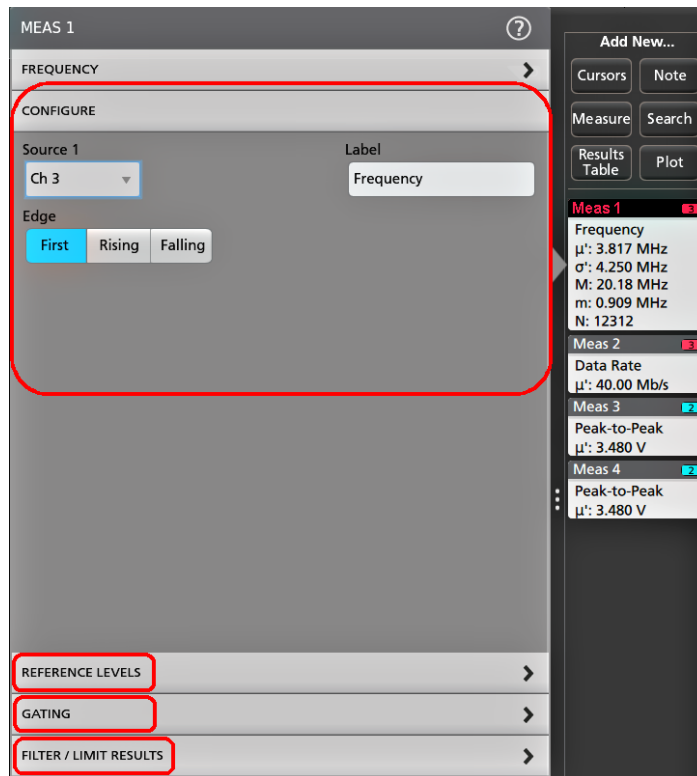 MEAS 1
?
FREQUENCY
CONFIGURE
Source 1
Label
Ch 3
Frequency
Edge
First Rising Falling
REFERENCE LEVELS
GATING
FILTER / LIMIT RESULTS
Add New...
Cursors Note
Measure Search
Results Table
Plot
Meas 1 3
Frequency
µ': 3.817 MHz
σ': 4.250 MHz
M: 20.18 MHz
m: 0.909 MHz
N: 12312
Meas 2 3
Data Rate
µ': 40.00 Mb/s
Meas 3 2
Peak-to-Peak
µ': 3.480 V
Meas 4 2
Peak-to-Peak
µ': 3.480 V